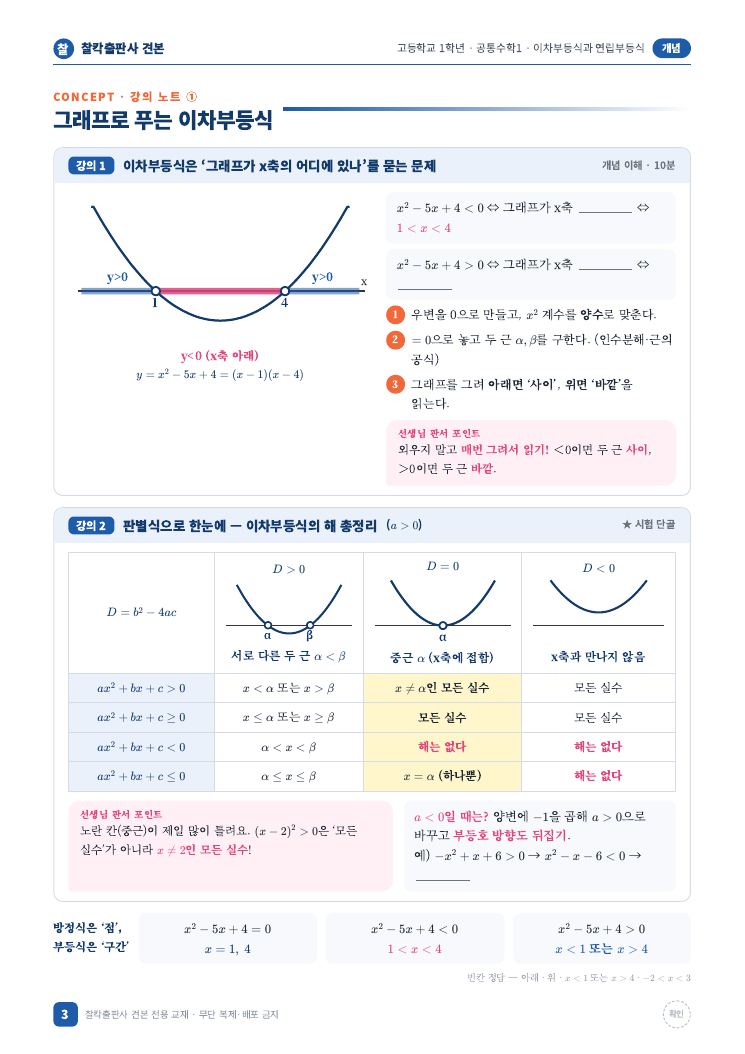 찰 찰칵출판사 견본
고등학교 1학년 · 공통수학1 · 이차부등식과 연립부등식 개념
CONCEPT · 강의 노트 ①
그래프로 푸는 이차부등식
강의 1 이차부등식은 ‘그래프가 x축의 어디에 있나’를 묻는 문제 개념 이해 · 10분
y>0
y>0
x
1
4
y<0 (x축 아래)
y = x² − 5x + 4 = (x − 1)(x − 4)
x² − 5x + 4 < 0 ⇔ 그래프가 x축 ________ ⇔
1 < x < 4
x² − 5x + 4 > 0 ⇔ 그래프가 x축 ________ ⇔
________
1 우변을 0으로 만들고, x² 계수를 양수로 맞춘다.
2 = 0으로 놓고 두 근 α, β를 구한다. (인수분해·근의
공식)
3 그래프를 그려 아래면 ‘사이’, 위면 ‘바깥’을
읽는다.
선생님 판서 포인트
외우지 말고 매번 그려서 읽기! <0이면 두 근 사이,
>0이면 두 근 바깥.
강의 2 판별식으로 한눈에 — 이차부등식의 해 총정리 (a > 0) ★ 시험 단골
D = b² − 4ac
D > 0
α β
서로 다른 두 근 α < β
D = 0
α
중근 α (x축에 접함)
D < 0
x축과 만나지 않음
ax² + bx + c > 0 x < α 또는 x > β x ≠ α인 모든 실수 모든 실수
ax² + bx + c ≥ 0 x ≤ α 또는 x ≥ β 모든 실수 모든 실수
ax² + bx + c < 0 α < x < β 해는 없다 해는 없다
ax² + bx + c ≤ 0 α ≤ x ≤ β x = α (하나뿐) 해는 없다
선생님 판서 포인트
노란 칸(중근)이 제일 많이 틀려요. (x − 2)² > 0은 ‘모든
실수’가 아니라 x ≠ 2인 모든 실수!
a < 0일 때는? 양변에 −1을 곱해 a > 0으로
바꾸고 부등호 방향도 뒤집기.
예) −x² + x + 6 > 0 → x² − x − 6 < 0 →
________
방정식은 ‘점’,
부등식은 ‘구간’
x² − 5x + 4 = 0
x = 1, 4
x² − 5x + 4 < 0
1 < x < 4
x² − 5x + 4 > 0
x < 1 또는 x > 4
빈칸 정답 — 아래 · 위 · x < 1 또는 x > 4 · −2 < x < 3
3 찰칵출판사 견본 전용 교재 · 무단 복제·배포 금지
확인